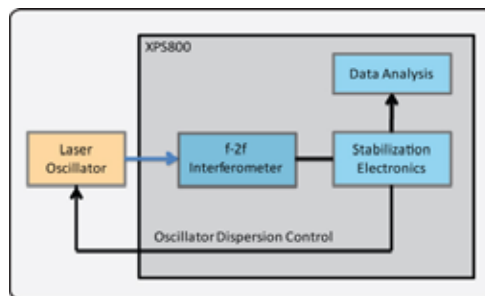 XPS800
Data Analysis
Laser
Oscillator
f-2f
Interferometer
Stabilization
Electronics
Oscillator Dispersion Control